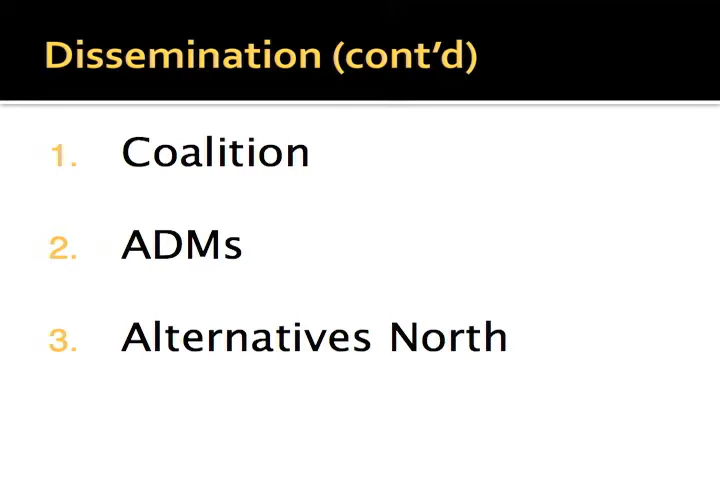 Dissemination (cont’d)
1. Coalition
2. ADMs
3. Alternatives North